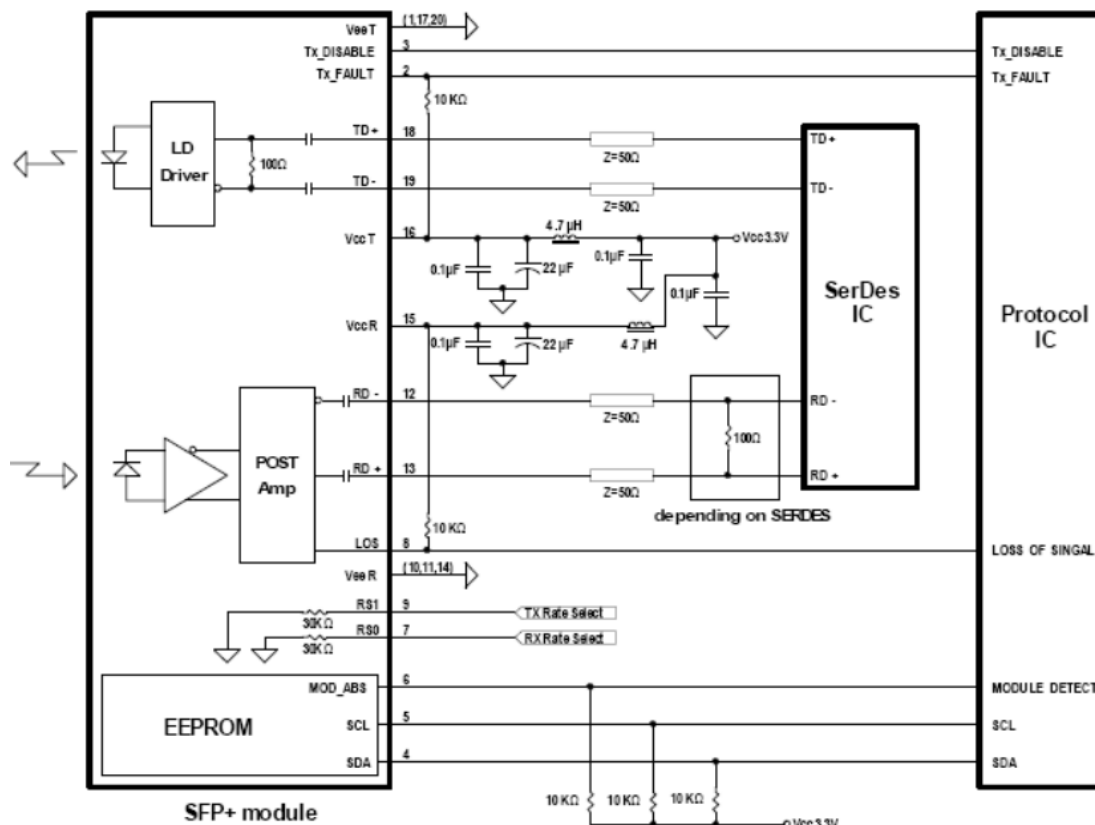 VeeT (1,17,20)
Tx_DISABLE 3 Tx_DISABLE
Tx_FAULT 2 Tx_FAULT
10 KΩ
LD
Driver
100Ω
TD+ 18 Z=50Ω TD+
TD- 19 Z=50Ω TD-
VccT 16 4.7 μH Vcc3.3V
0.1μF 22 μF 0.1μF
0.1μF
SerDes
IC
Protocol
IC
VccR 15
0.1μF 22 μF 4.7 μH
RD - 12 Z=50Ω RD -
100Ω
POST
Amp
RD + 13 Z=50Ω RD +
depending on SERDES
10 KΩ
LOS 8 LOSS OF SINGAL
VeeR (10,11,14)
RS1 9 TX Rate Select
30KΩ
RS0 7 RX Rate Select
30KΩ
MOD_ABS 6 MODULE DETECT
EEPROM
SCL 5 SCL
SDA 4 SDA
10 KΩ 10 KΩ 10 KΩ
Vcc3.3V
SFP+ module